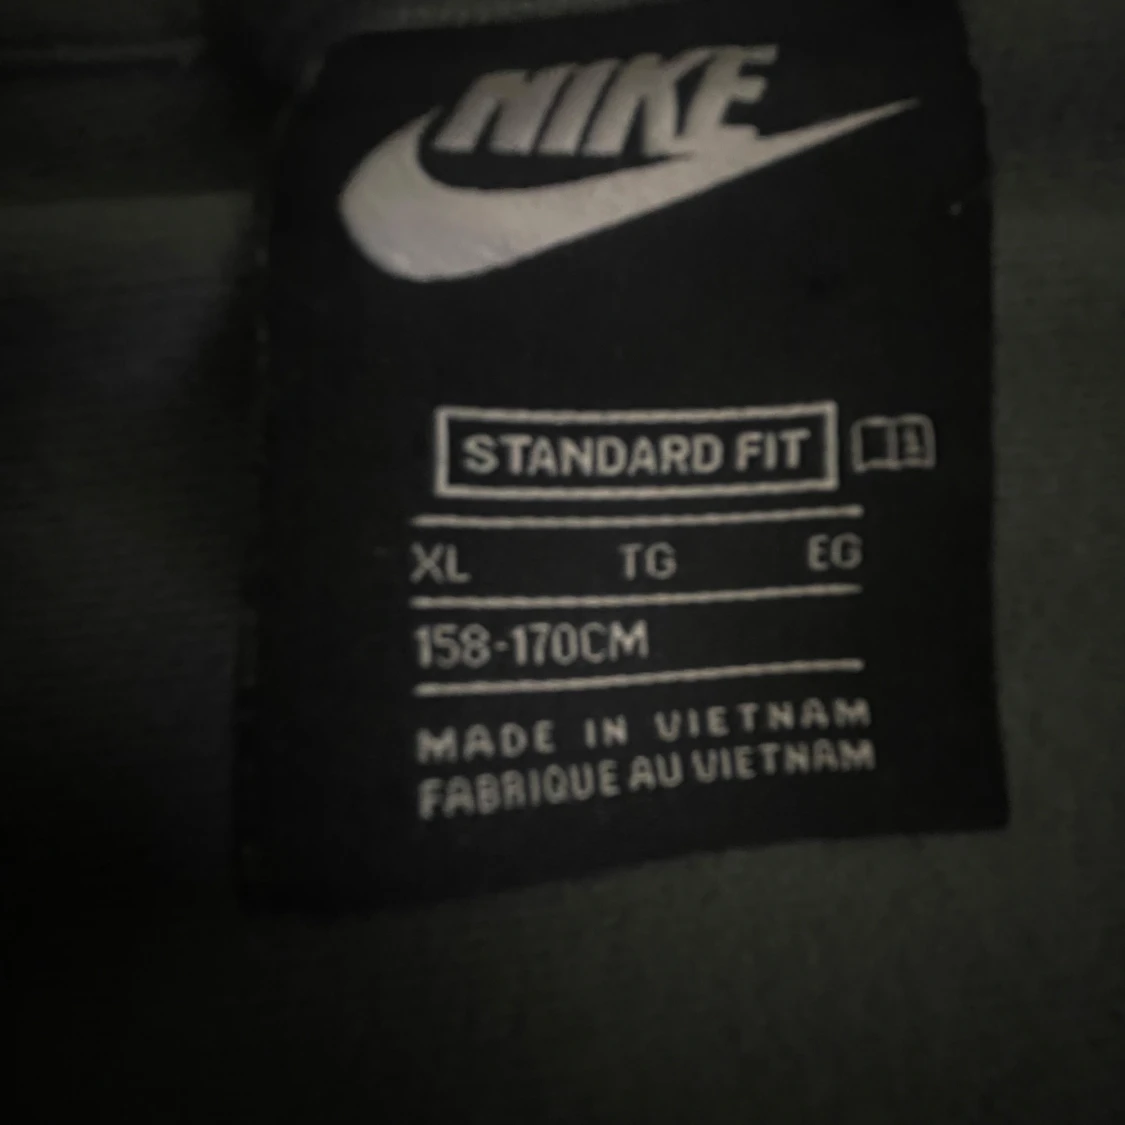 NIKE
STANDARD FIT
XL TG EG
158-170CM
MADE IN VIETNAM
FABRIQUE AU VIETNAM